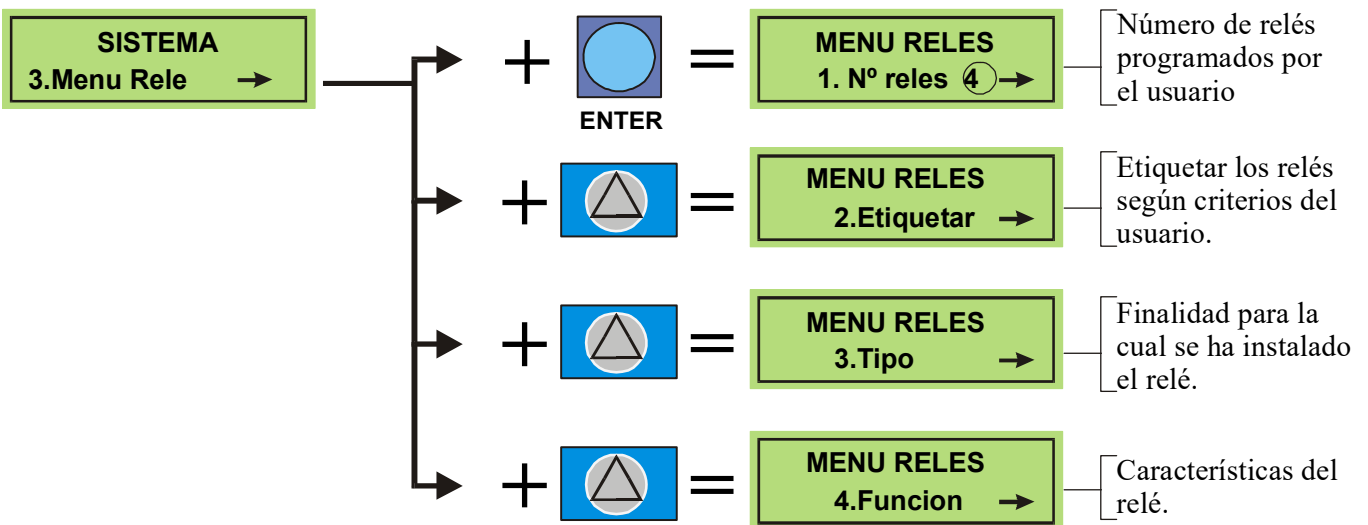 SISTEMA
3.Menu Rele
ENTER
MENU RELES
1. Nº reles 4
Número de relés
programados por
el usuario
MENU RELES
2.Etiquetar
Etiquetar los relés
según criterios del
usuario.
MENU RELES
3.Tipo
Finalidad para la
cual se ha instalado
el relé.
MENU RELES
4.Funcion
Características del
relé.